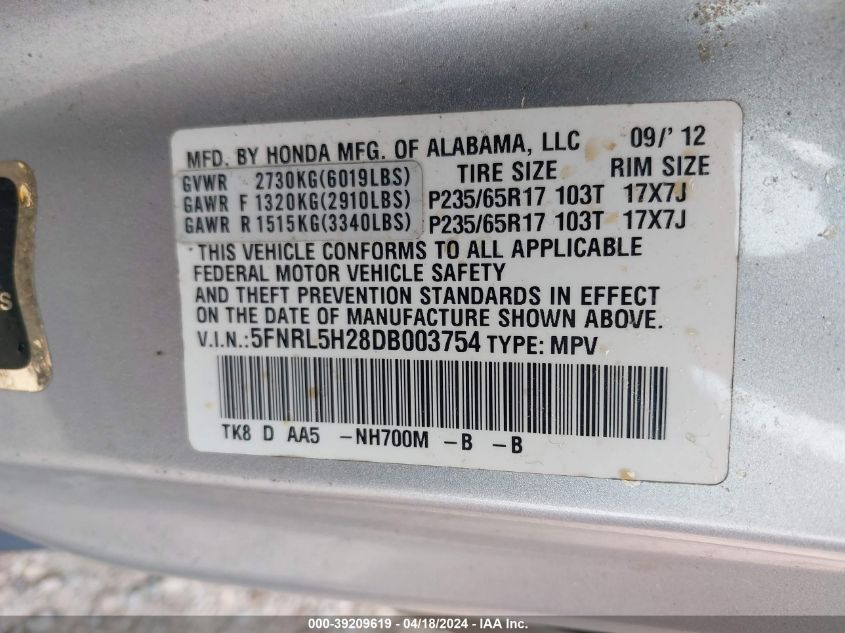 MFD. BY HONDA MFG. OF ALABAMA, LLC 09/' 12
GVWR 2730KG(6019LBS) TIRE SIZE RIM SIZE
GAWR F 1320KG(2910LBS) P235/65R17 103T 17X7J
GAWR R 1515KG(3340LBS) P235/65R17 103T 17X7J
THIS VEHICLE CONFORMS TO ALL APPLICABLE
FEDERAL MOTOR VEHICLE SAFETY
AND THEFT PREVENTION STANDARDS IN EFFECT
ON THE DATE OF MANUFACTURE SHOWN ABOVE.
V.I.N.:5FNRL5H28DB003754 TYPE: MPV
TK8 D AA5 -NH700M -B -B
S
000-39209619 - 04/18/2024 - IAAI Inc.